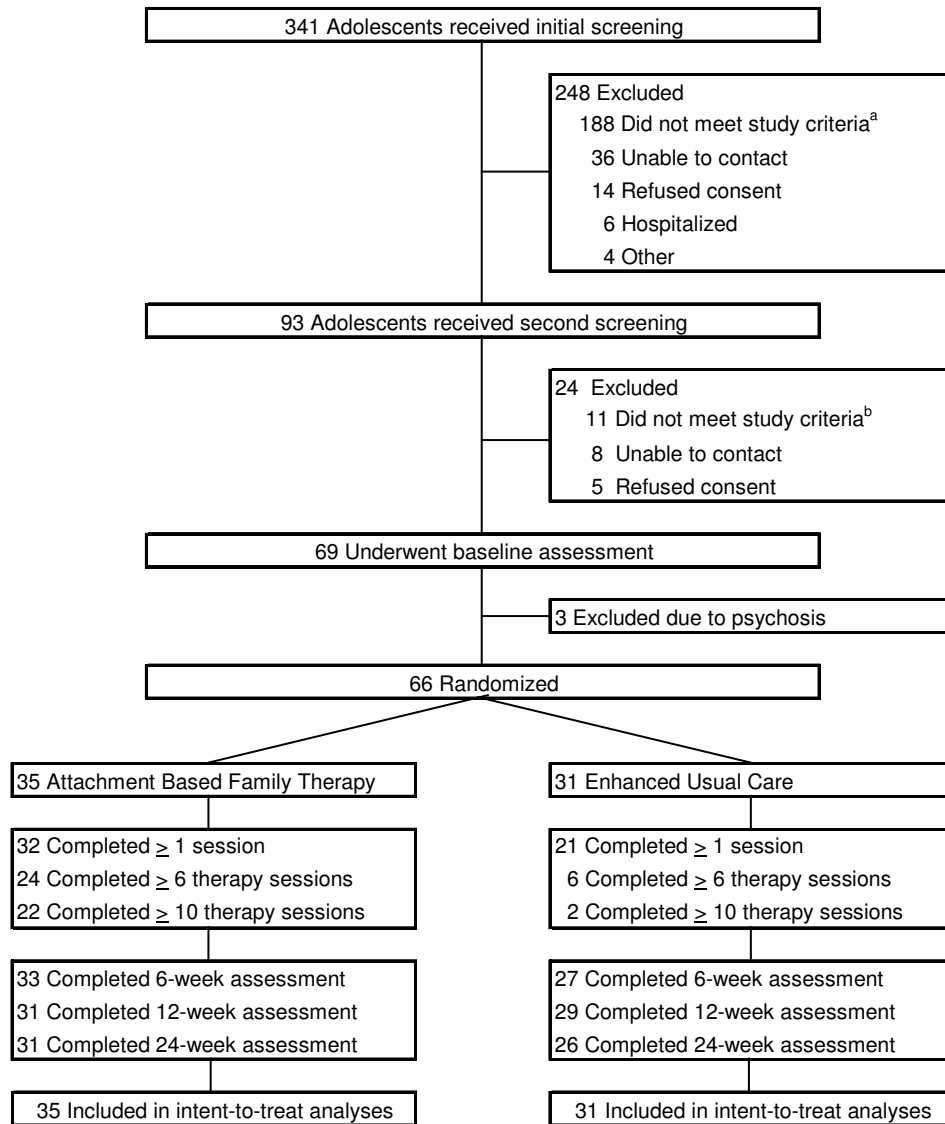 341 Adolescents received initial screening
248 Excluded
188 Did not meet study criteriaa
36 Unable to contact
14 Refused consent
6 Hospitalized
4 Other
93 Adolescents received second screening
24 Excluded
11 Did not meet study criteriab
8 Unable to contact
5 Refused consent
69 Underwent baseline assessment
3 Excluded due to psychosis
66 Randomized
35 Attachment Based Family Therapy
32 Completed ≥ 1 session
24 Completed ≥ 6 therapy sessions
22 Completed ≥ 10 therapy sessions
33 Completed 6-week assessment
31 Completed 12-week assessment
31 Completed 24-week assessment
35 Included in intent-to-treat analyses
31 Enhanced Usual Care
21 Completed ≥ 1 session
6 Completed ≥ 6 therapy sessions
2 Completed ≥ 10 therapy sessions
27 Completed 6-week assessment
29 Completed 12-week assessment
26 Completed 24-week assessment
31 Included in intent-to-treat analyses